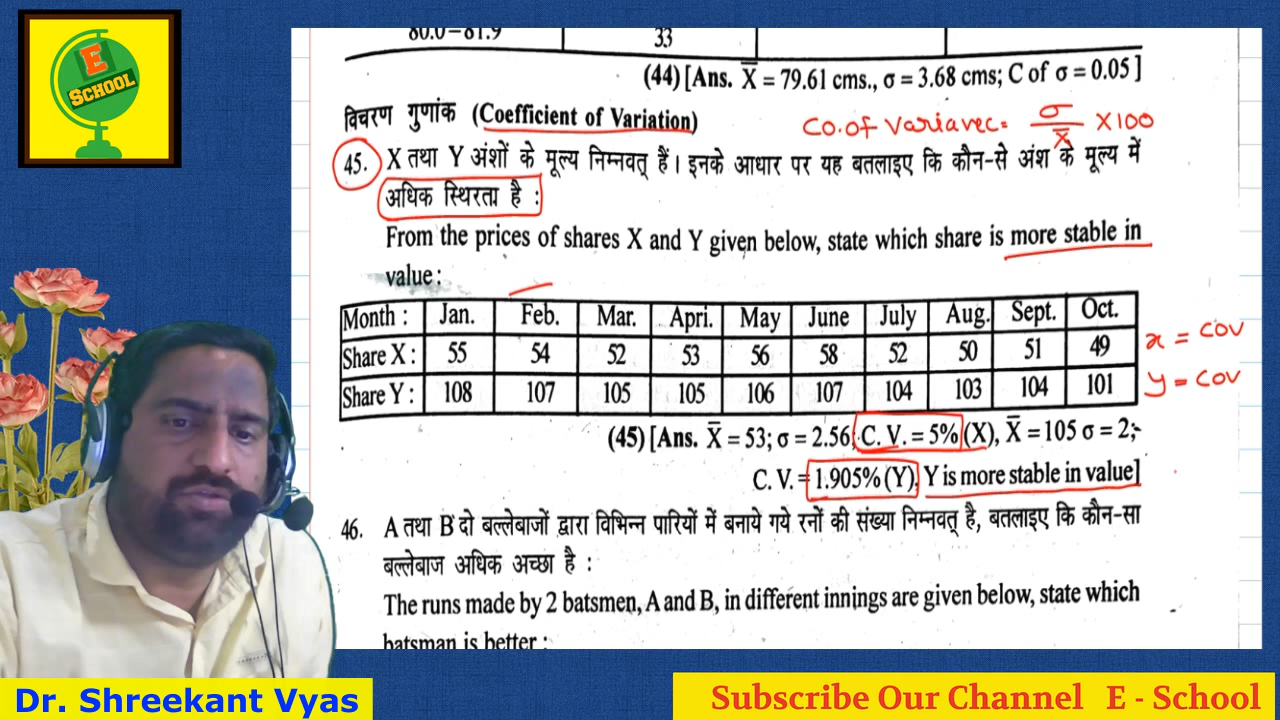 E
SCHOOL
80.0–81.9 33
(44) [Ans. X̅ = 79.61 cms., σ = 3.68 cms; C of σ = 0.05 ]
विचरण गुणांक (Coefficient of Variation)
Co.of Variavec = σ/X̅ X100
45. X तथा Y अंशों के मूल्य निम्नवत् हैं। इनके आधार पर यह बतलाइए कि कौन-से अंश के मूल्य में
अधिक स्थिरता है :
From the prices of shares X and Y given below, state which share is more stable in
value :
Month : Jan. Feb. Mar. Apri. May June July Aug. Sept. Oct.
Share X : 55 54 52 53 56 58 52 50 51 49
x = COV
Share Y : 108 107 105 105 106 107 104 103 104 101
y = COV
(45) [Ans. X̅ = 53; σ = 2.56 C. V. = 5% (X), X̅ = 105 σ = 2;
C. V. = 1.905% (Y), Y is more stable in value]
46. A तथा B दो बल्लेबाजों द्वारा विभिन्न पारियों में बनाये गये रनों की संख्या निम्नवत् है, बतलाइए कि कौन-सा
बल्लेबाज अधिक अच्छा है :
The runs made by 2 batsmen, A and B, in different innings are given below, state which
batsman is better :
Dr. Shreekant Vyas
Subscribe Our Channel E - School